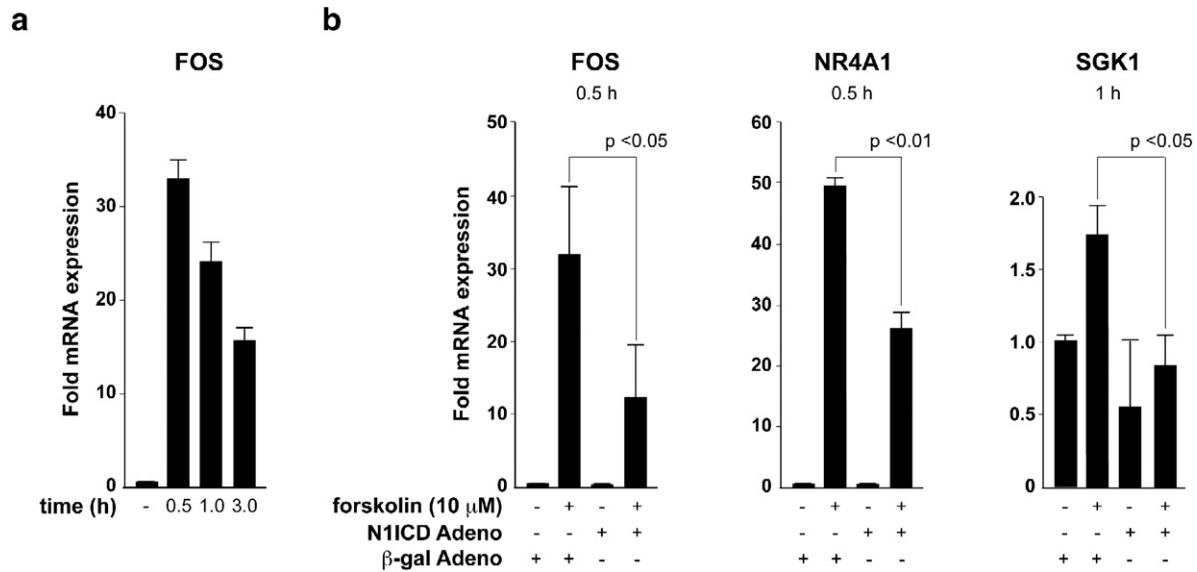 a
FOS
Fold mRNA expression
40
30
20
10
0
time (h) - 0.5 1.0 3.0
b
FOS
0.5 h
p <0.05
Fold mRNA expression
50
40
30
20
10
0
NR4A1
0.5 h
p <0.01
60
50
40
30
20
10
0
SGK1
1 h
p <0.05
2.0
1.5
1.0
0.5
0
forskolin (10 μM) - + - + - + - + - + - +
N1ICD Adeno - - + + - - + + - - + +
β-gal Adeno + + - - + + - - + + - -